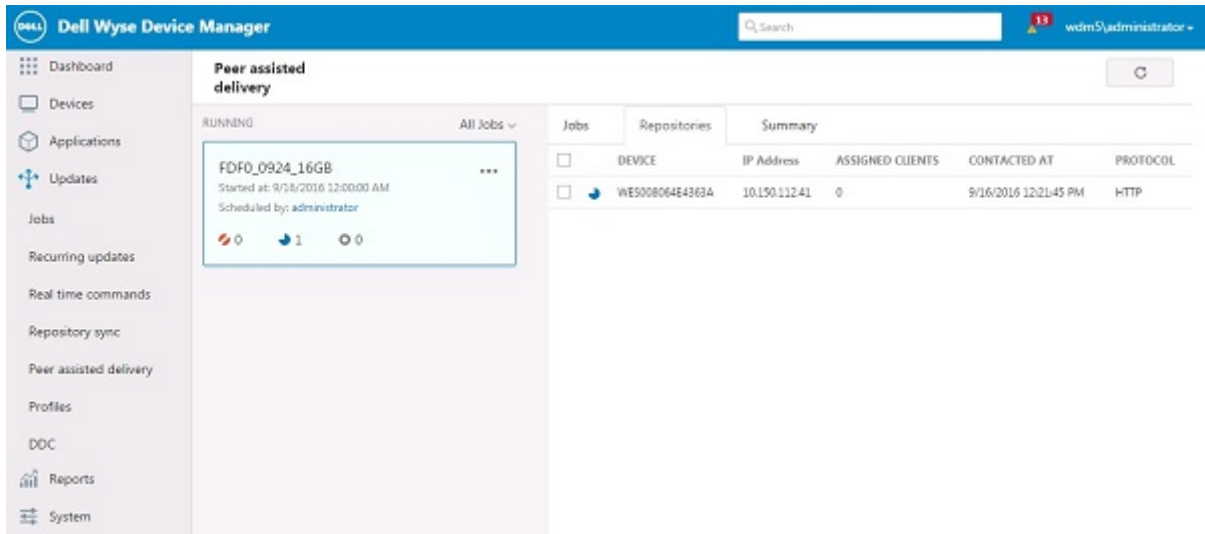 DELL Dell Wyse Device Manager Search 13 wdm5\administrator
Dashboard
Devices
Applications
Updates
Jobs
Recurring updates
Real time commands
Repository sync
Peer assisted delivery
Profiles
DDC
Reports
System
Peer assisted
delivery
RUNNING All Jobs
FDF0_0924_16GB ...
Started at: 9/16/2016 12:00:00 AM
Scheduled by: administrator
0 1 0
Jobs Repositories Summary
DEVICE IP Address ASSIGNED CLIENTS CONTACTED AT PROTOCOL
WES008064E4363A 10.150.112.41 0 9/16/2016 12:21:45 PM HTTP